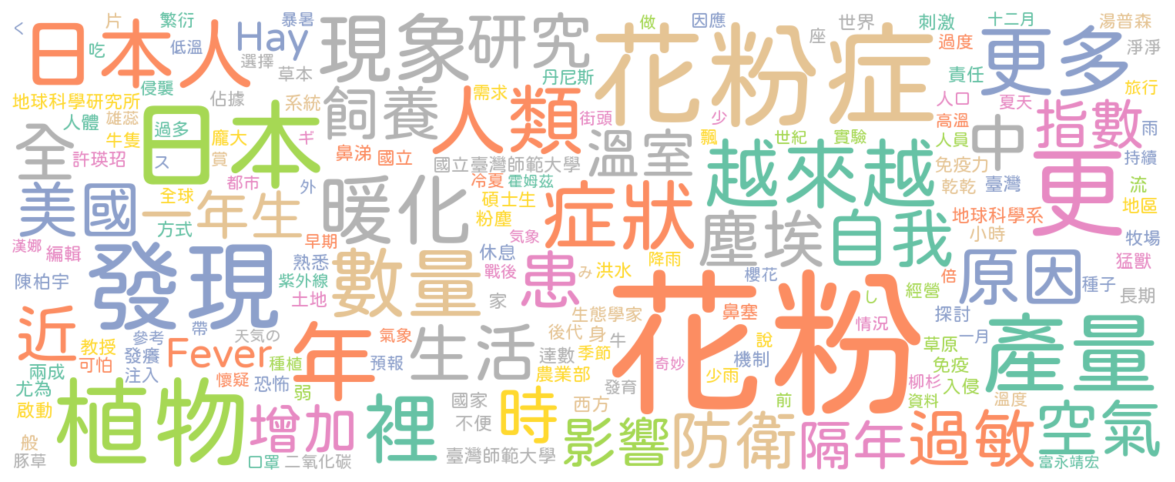 く 片 繁衍 暴暑 做 因應 座 世界 刺激 十二月 湯普森
日本人 吃 低溫 Hay 現象 研究 花粉症 更多 淨淨
侵襲 選擇 草本 丹尼斯 過度 責任 旅行
地球科學研究所 佔據 系統 飼養 人類 需求 街頭 少 飄 世紀 實驗 人口 夏天 高溫 指數 雨
人體 雄蕊 過多 龐大 ギ
全 牛隻 ス 日本 賞 鼻涕 國立 國立臺灣師範大學 溫室 越來越 人員 中 持續
許瑛玿 都市 外 冷夏 霍姆茲 免疫力 乾乾 臺灣 更 流
美國 全球 一年生 暖化 碩士生 粉塵 症狀 塵埃 自我 地球科學系 地區
漢娜 編輯 方式 早期 休息 気象 降雨 小時 牧場
陳柏宇 發現 熟悉 紫外線 數量 戰後 患 み 洪水 櫻花 倍 原因 猛獸
土地 家 し 經營 種子 長期
近 參考 帶 天気の 氣象 生活 生態學家 鼻塞 花粉 說 情況 探討 一月 產量
教授 發癢 Fever 年 後代 身 牛 機制 草原
可怕 兩成 注入 種植 預報 達數 季節 奇妙 免疫
尤為 懷疑 恐怖 弱 農業部 發育 少雨 柳杉 入侵
啟動 植物 增加 裡 國家 時 西方 前 資料 溫度 空氣
般 不便 影響 防衛 隔年 過敏
豚草 口罩 二氧化碳 臺灣師範大學 富永靖宏